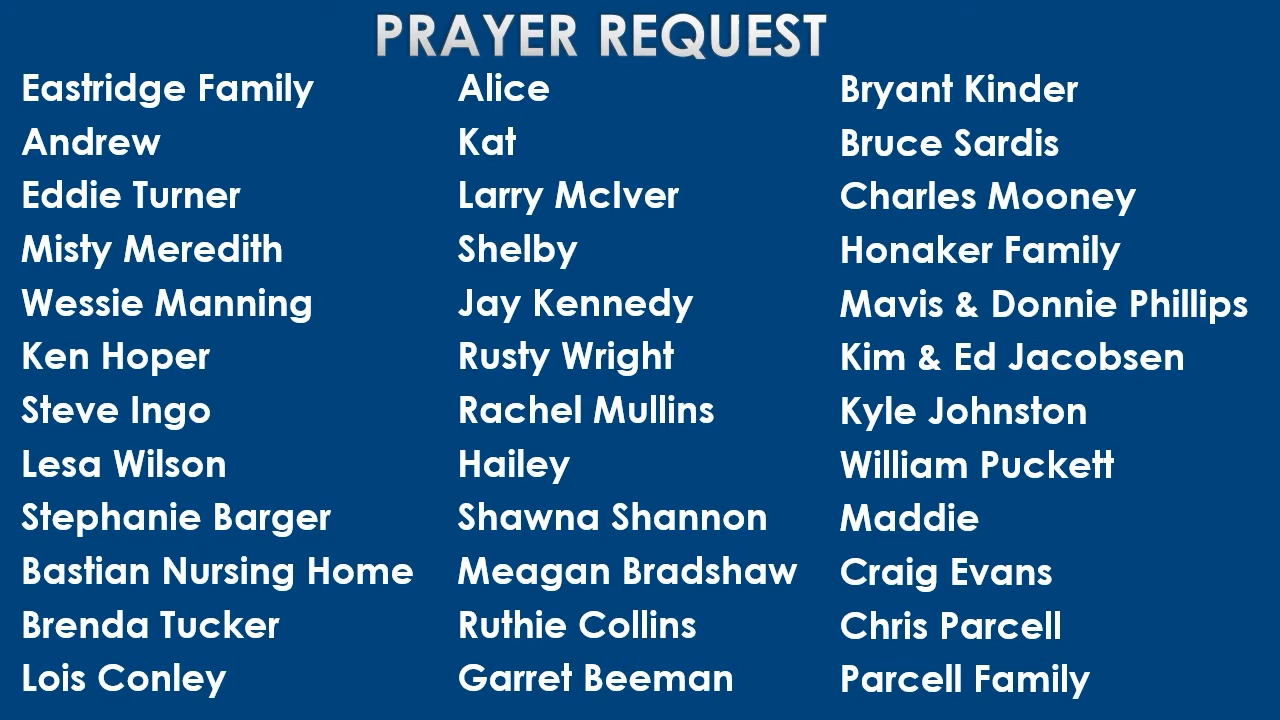 PRAYER REQUEST
Eastridge Family
Andrew
Eddie Turner
Misty Meredith
Wessie Manning
Ken Hoper
Steve Ingo
Lesa Wilson
Stephanie Barger
Bastian Nursing Home
Brenda Tucker
Lois Conley
Alice
Kat
Larry McIver
Shelby
Jay Kennedy
Rusty Wright
Rachel Mullins
Hailey
Shawna Shannon
Meagan Bradshaw
Ruthie Collins
Garret Beeman
Bryant Kinder
Bruce Sardis
Charles Mooney
Honaker Family
Mavis & Donnie Phillips
Kim & Ed Jacobsen
Kyle Johnston
William Puckett
Maddie
Craig Evans
Chris Parcell
Parcell Family